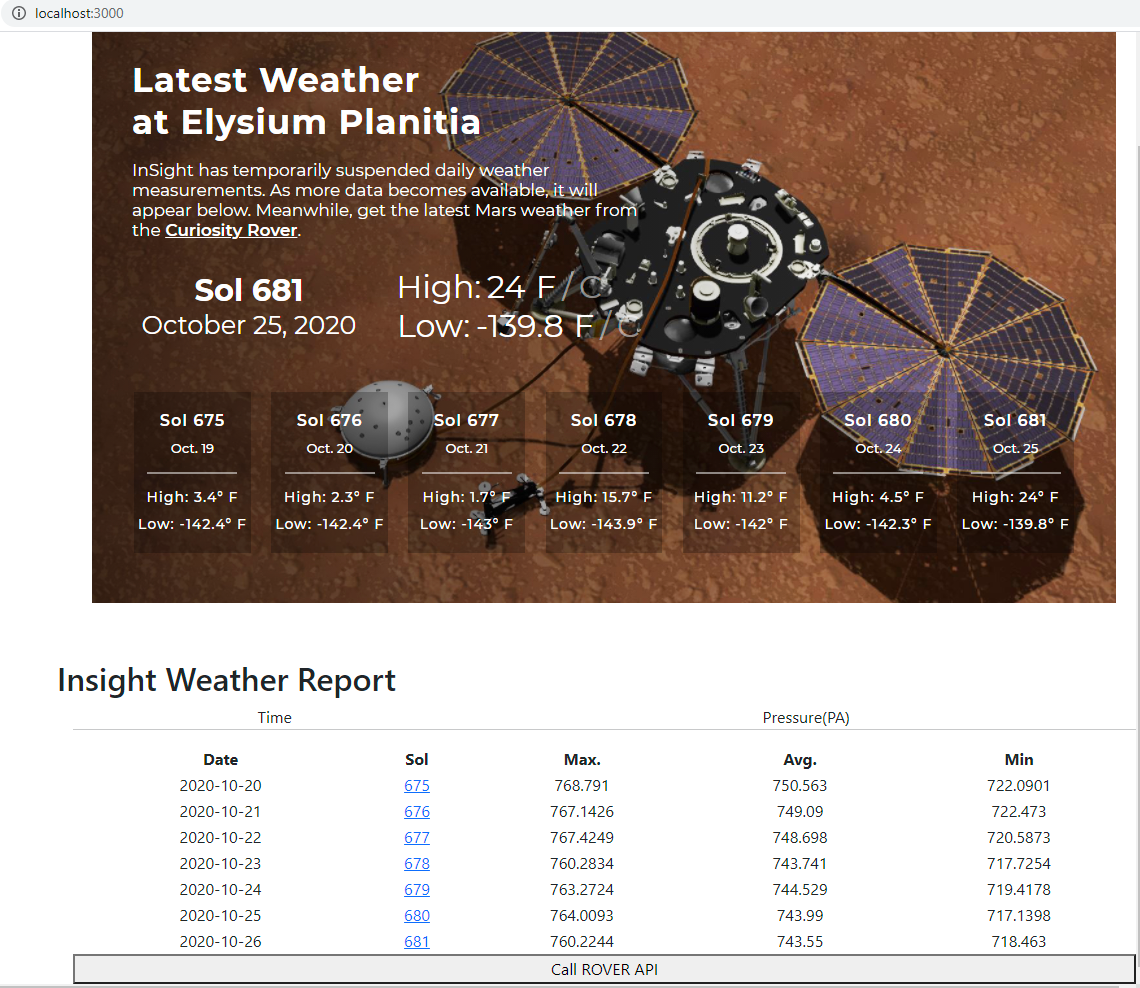 localhost:3000
Latest Weather
at Elysium Planitia
InSight has temporarily suspended daily weather
measurements. As more data becomes available, it will
appear below. Meanwhile, get the latest Mars weather from
the Curiosity Rover.
Sol 681
October 25, 2020
High: 24 F / C
Low: -139.8 F / C
Sol 675 Sol 676 Sol 677 Sol 678 Sol 679 Sol 680 Sol 681
Oct. 19 Oct. 20 Oct. 21 Oct. 22 Oct. 23 Oct. 24 Oct. 25
High: 3.4° F High: 2.3° F High: 1.7° F High: 15.7° F High: 11.2° F High: 4.5° F High: 24° F
Low: -142.4° F Low: -142.4° F Low: -143° F Low: -143.9° F Low: -142° F Low: -142.3° F Low: -139.8° F
Insight Weather Report
Time Pressure(PA)
Date Sol Max. Avg. Min
2020-10-20 675 768.791 750.563 722.0901
2020-10-21 676 767.1426 749.09 722.473
2020-10-22 677 767.4249 748.698 720.5873
2020-10-23 678 760.2834 743.741 717.7254
2020-10-24 679 763.2724 744.529 719.4178
2020-10-25 680 764.0093 743.99 717.1398
2020-10-26 681 760.2244 743.55 718.463
Call ROVER API